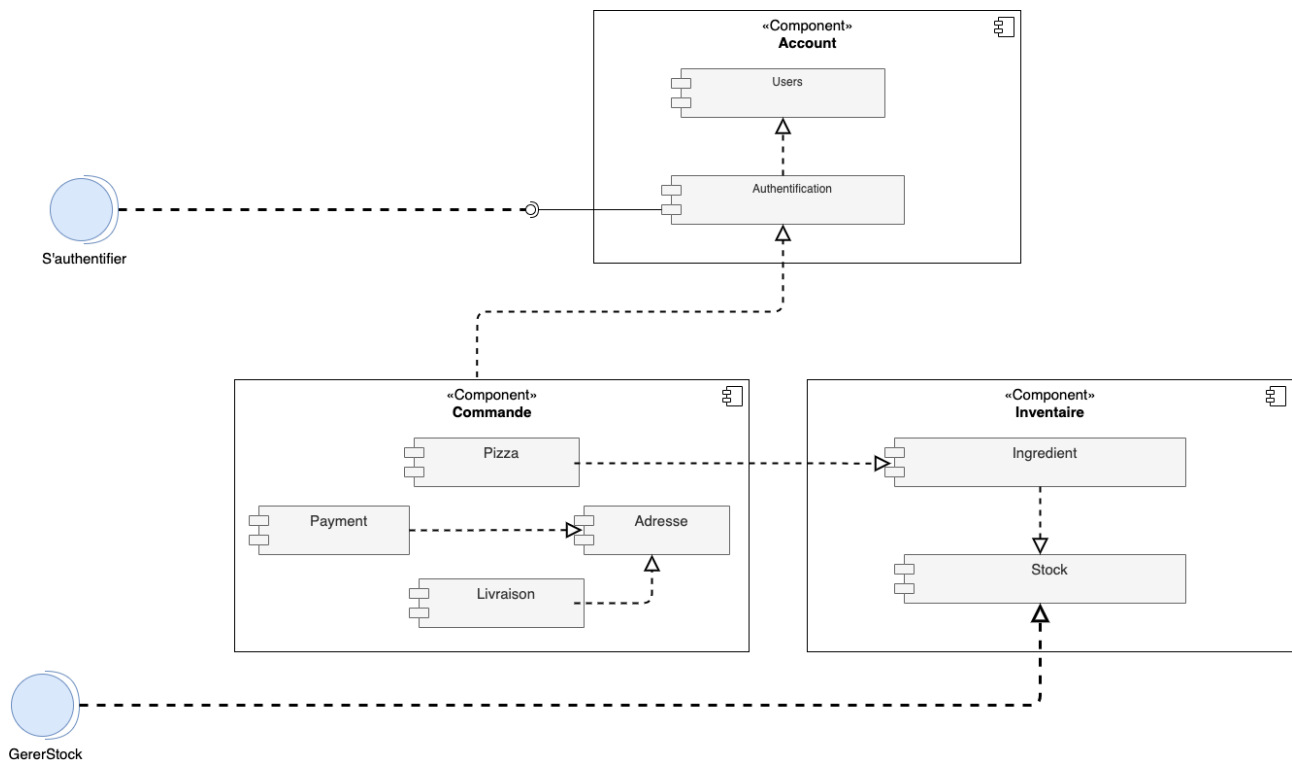 «Component»
Account
Users
Authentification
S'authentifier
«Component»
Commande
Pizza
Payment
Adresse
Livraison
«Component»
Inventaire
Ingredient
Stock
GererStock